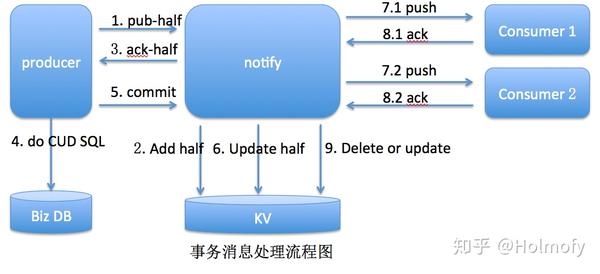 1. pub-half
7.1 push
8.1 ack
Consumer 1
producer
3. ack-half
notify
7.2 push
Consumer 2
5. commit
8.2 ack
4. do CUD SQL
2. Add half
6. Update half
9. Delete or update
Biz DB
KV
事务消息处理流程图
知乎 @Holmofy